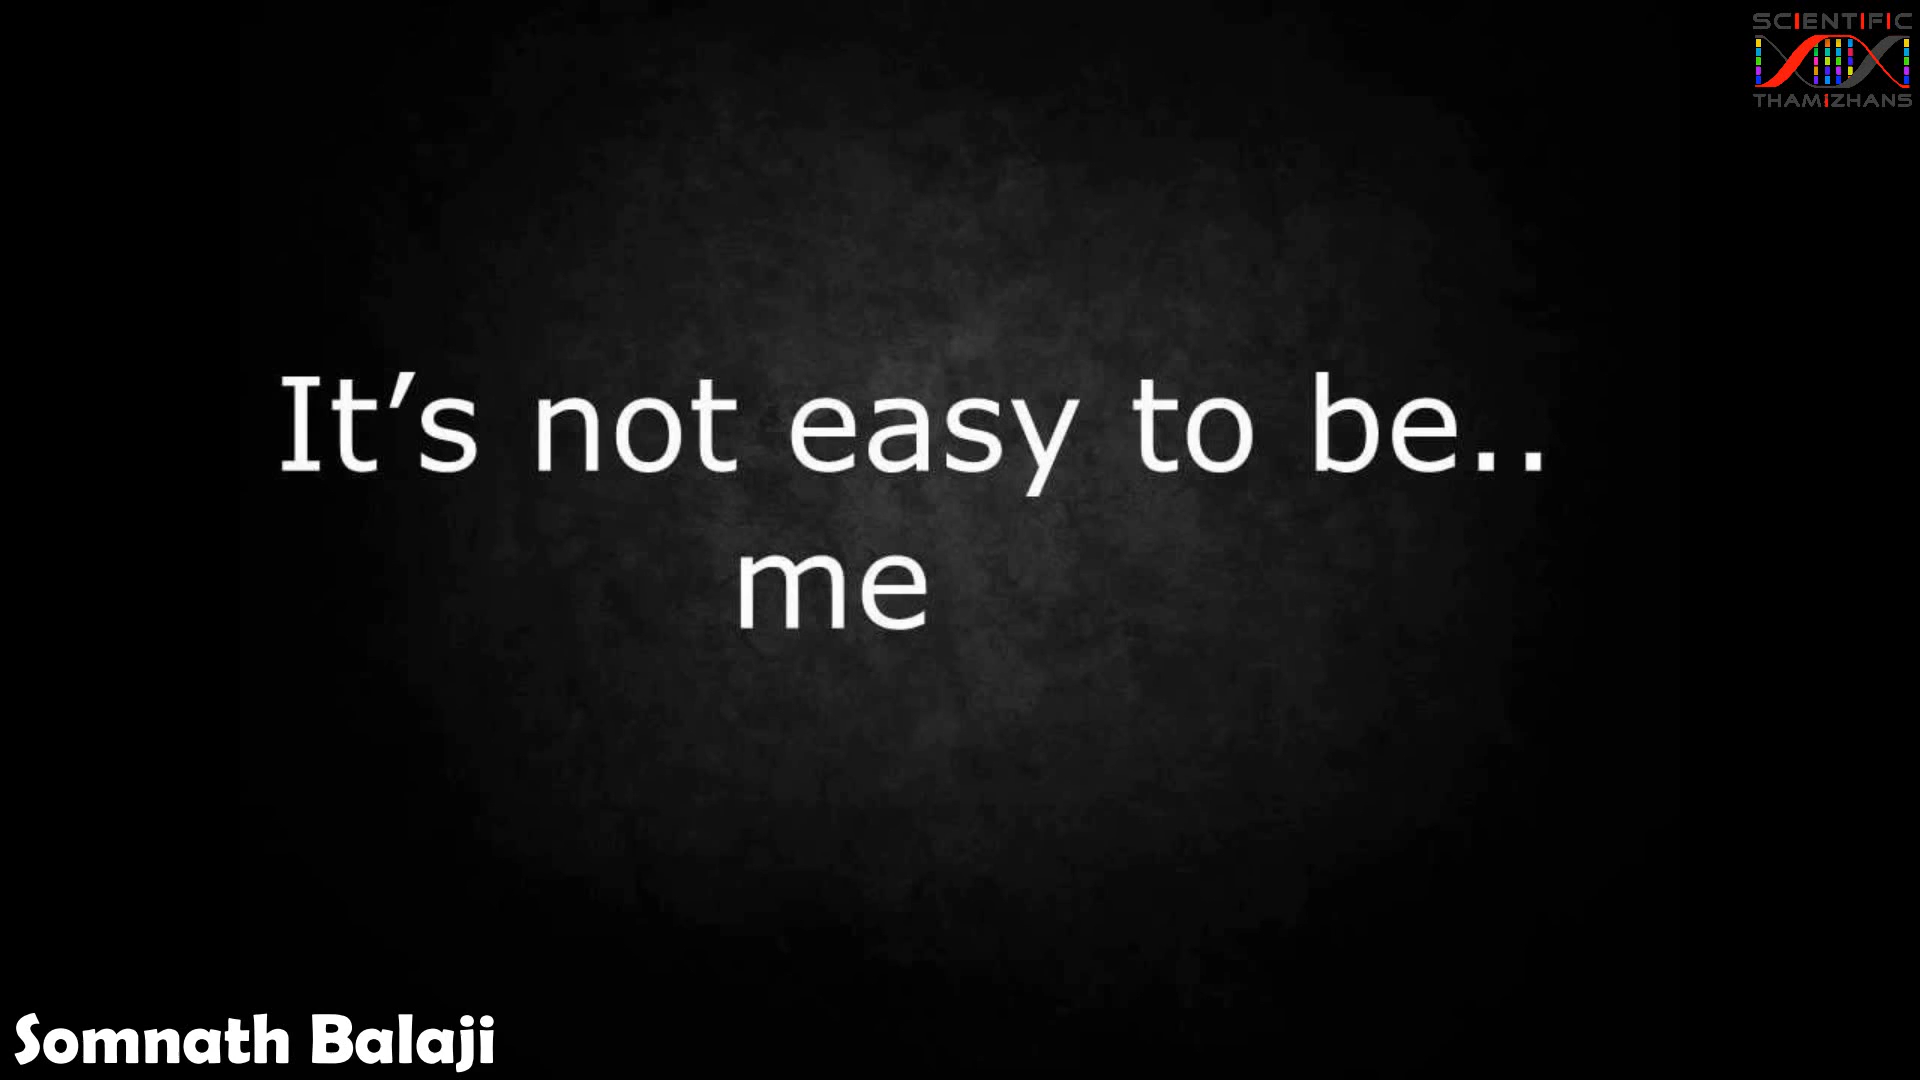 SCIENTIFIC
THAMiZHANS
It’s not easy to be..
me
Somnath Balaji